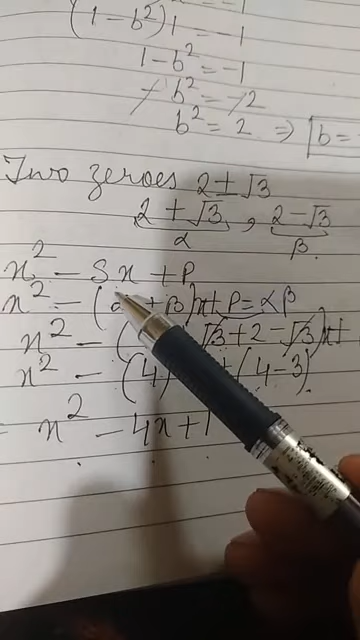 (1-b²)1 = -1
1-b² = -1
-b² = -2
b² = 2 ⇒ b =
Two zeroes 2±√3
2+√3, 2-√3
α β
x² - Sx + P
x² - (α+β)x + P = αβ
x² - ( √3+2-√3)x +
x² - (4) + (4-3)
= x² - 4x + 1